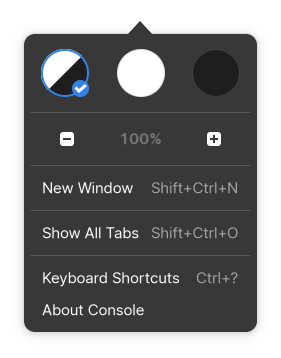 100%
New Window Shift+Ctrl+N
Show All Tabs Shift+Ctrl+O
Keyboard Shortcuts Ctrl+?
About Console